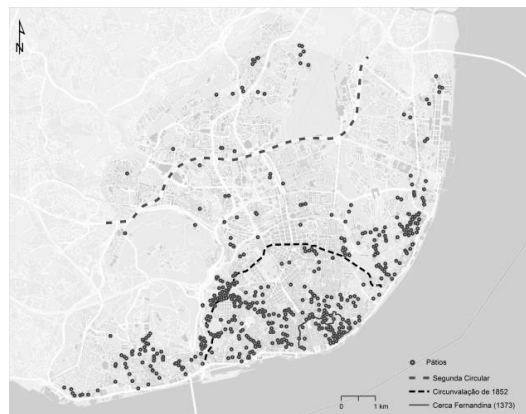 N
Pátios
Segunda Circular
Circunvalação de 1852
Cerca Fernandina (1373)
0 1 km